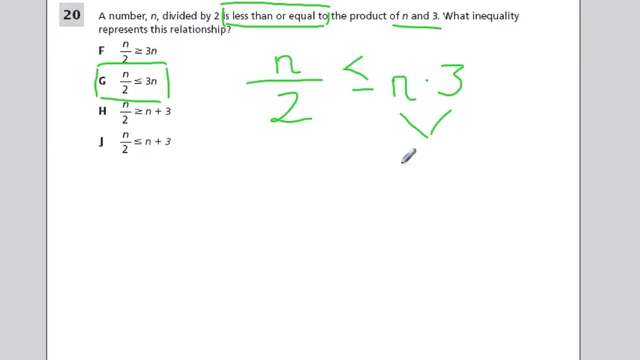 20 A number, n, divided by 2 is less than or equal to the product of n and 3. What inequality
represents this relationship?
F n/2 ≥ 3n
G n/2 ≤ 3n
H n/2 ≥ n + 3
J n/2 ≤ n + 3
n/2 ≤ n · 3